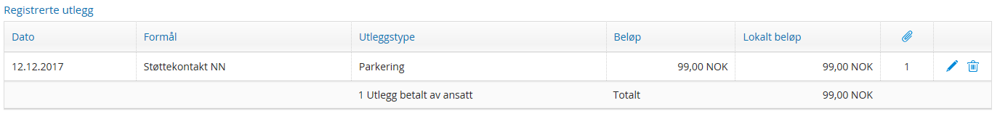 Registrerte utlegg
Dato Formål Utleggstype Beløp Lokalt beløp
12.12.2017 Støttekontakt NN Parkering 99,00 NOK 99,00 NOK 1
1 Utlegg betalt av ansatt Totalt 99,00 NOK